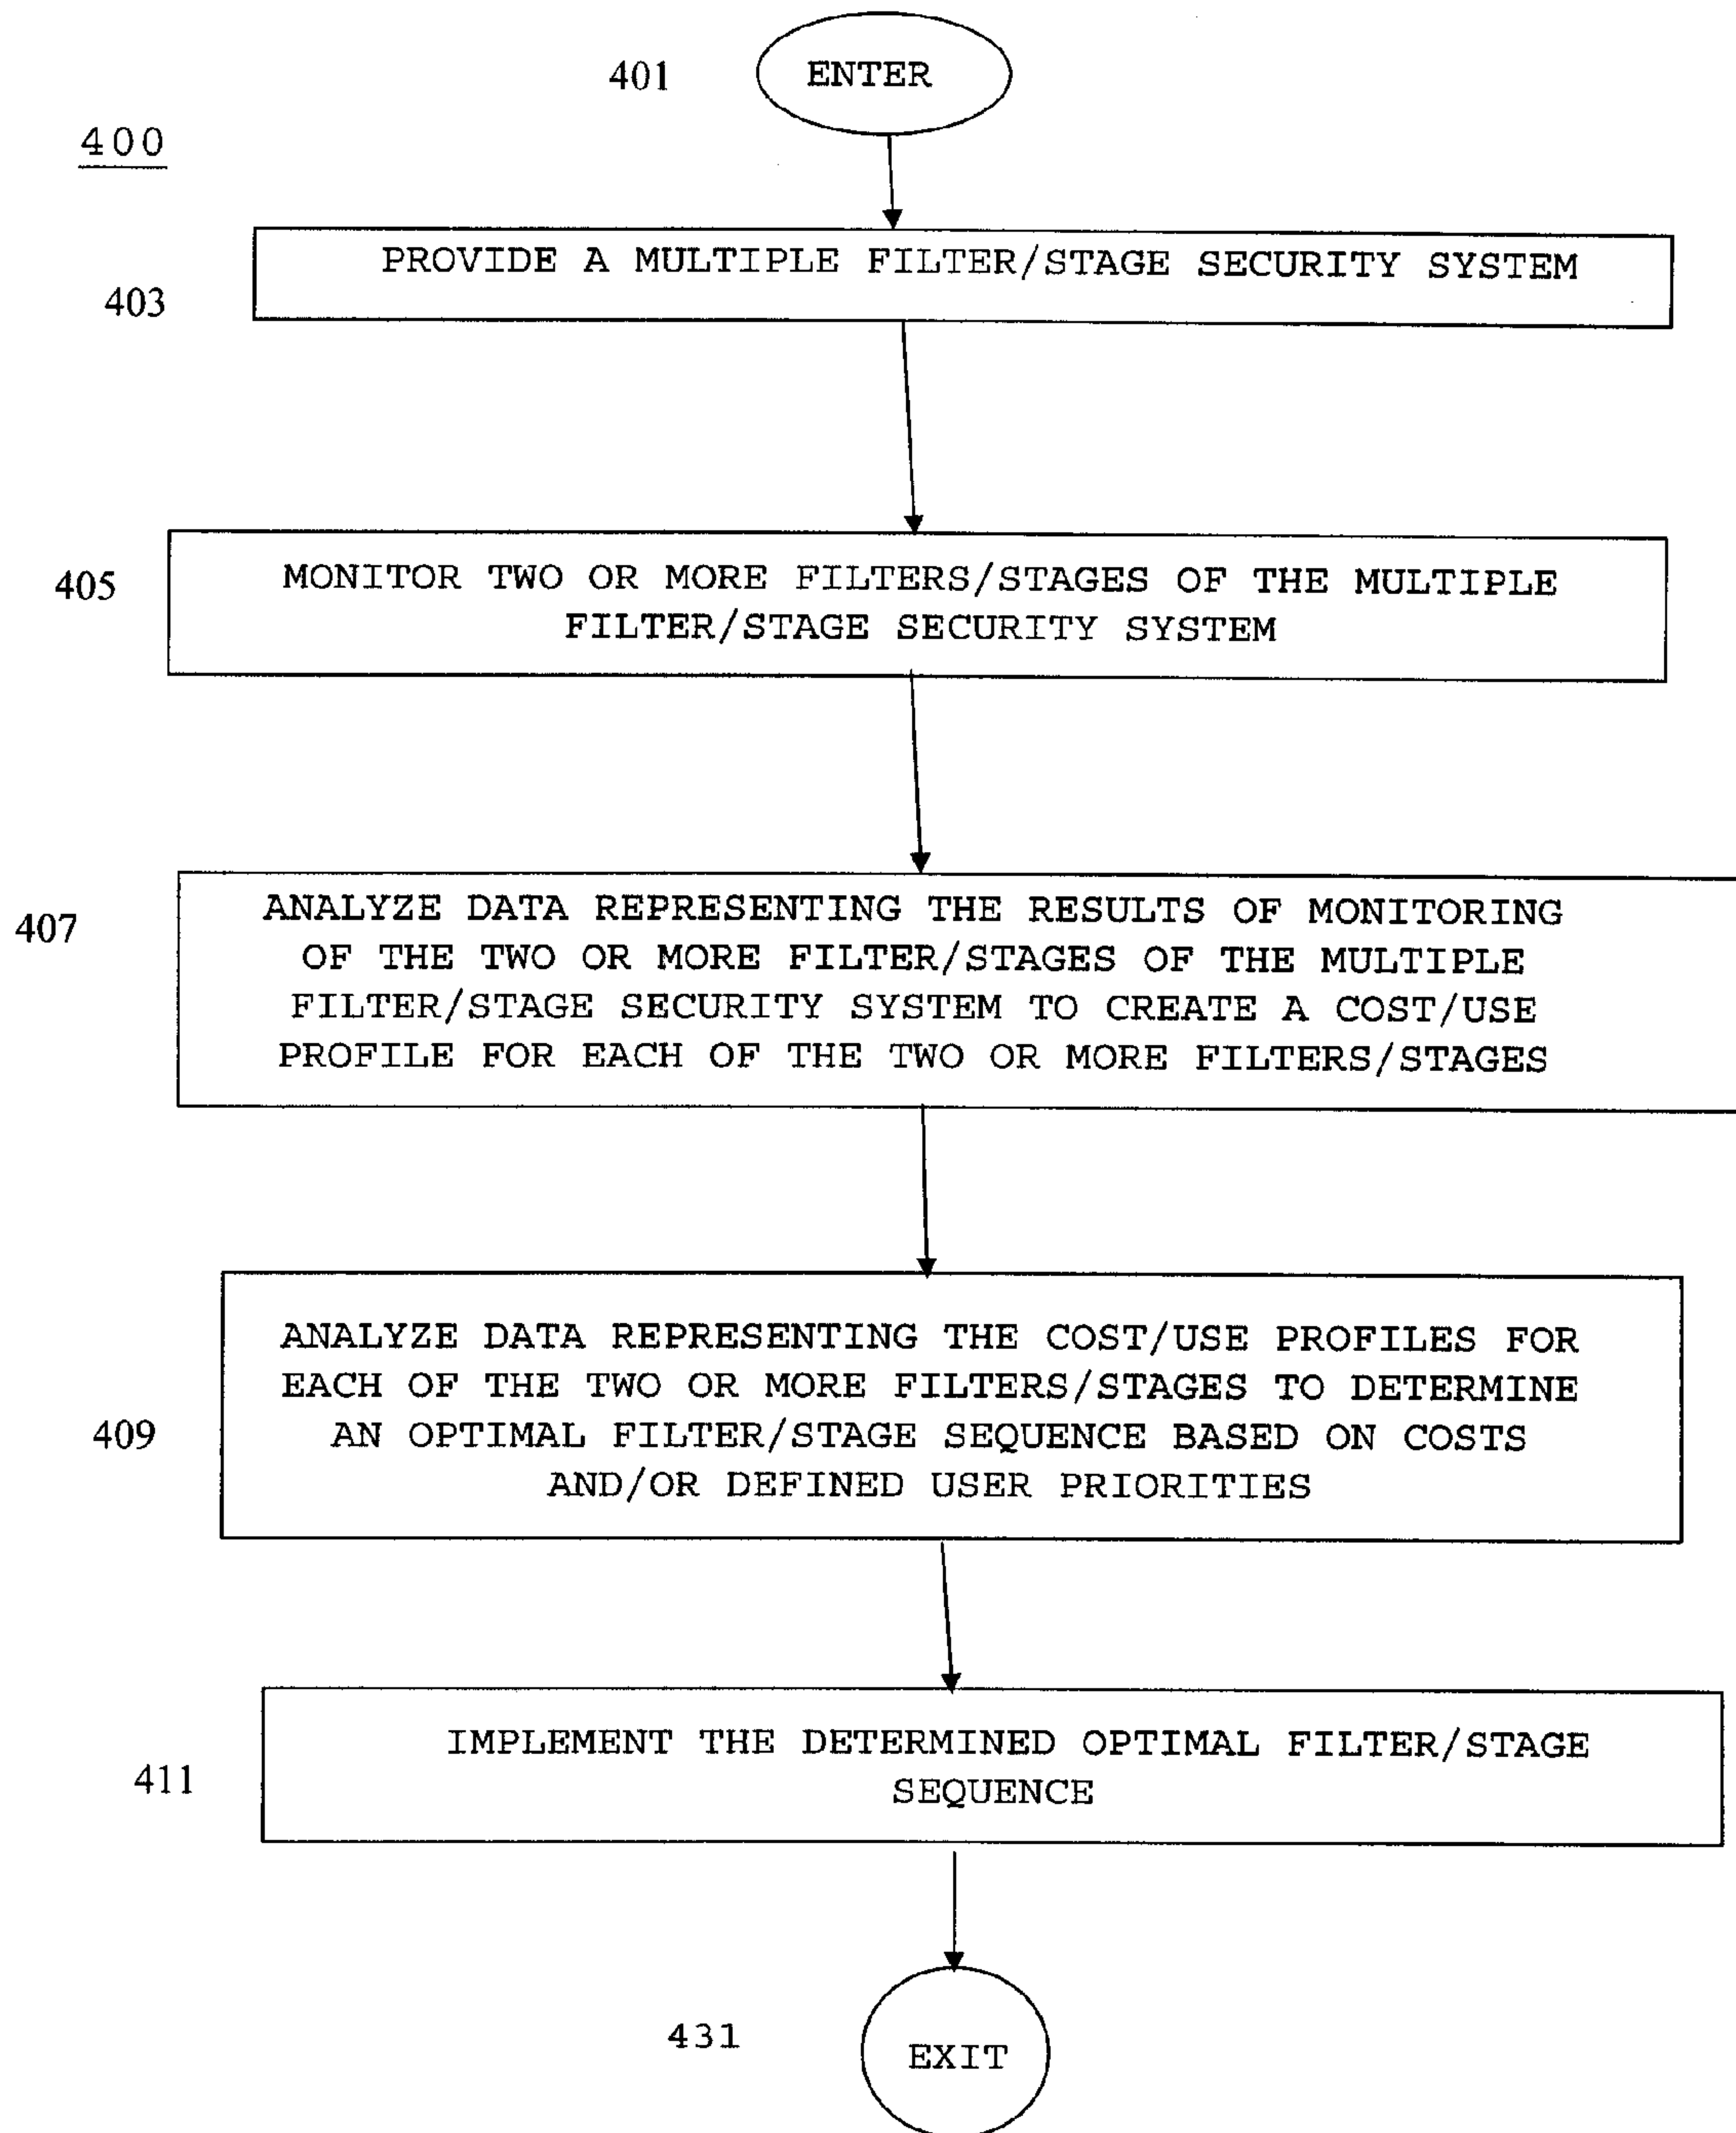 401
ENTER
400
PROVIDE A MULTIPLE FILTER/STAGE SECURITY SYSTEM
403
405
MONITOR TWO OR MORE FILTERS/STAGES OF THE MULTIPLE
FILTER/STAGE SECURITY SYSTEM
407
ANALYZE DATA REPRESENTING THE RESULTS OF MONITORING
OF THE TWO OR MORE FILTER/STAGES OF THE MULTIPLE
FILTER/STAGE SECURITY SYSTEM TO CREATE A COST/USE
PROFILE FOR EACH OF THE TWO OR MORE FILTERS/STAGES
409
ANALYZE DATA REPRESENTING THE COST/USE PROFILES FOR
EACH OF THE TWO OR MORE FILTERS/STAGES TO DETERMINE
AN OPTIMAL FILTER/STAGE SEQUENCE BASED ON COSTS
AND/OR DEFINED USER PRIORITIES
411
IMPLEMENT THE DETERMINED OPTIMAL FILTER/STAGE
SEQUENCE
431
EXIT